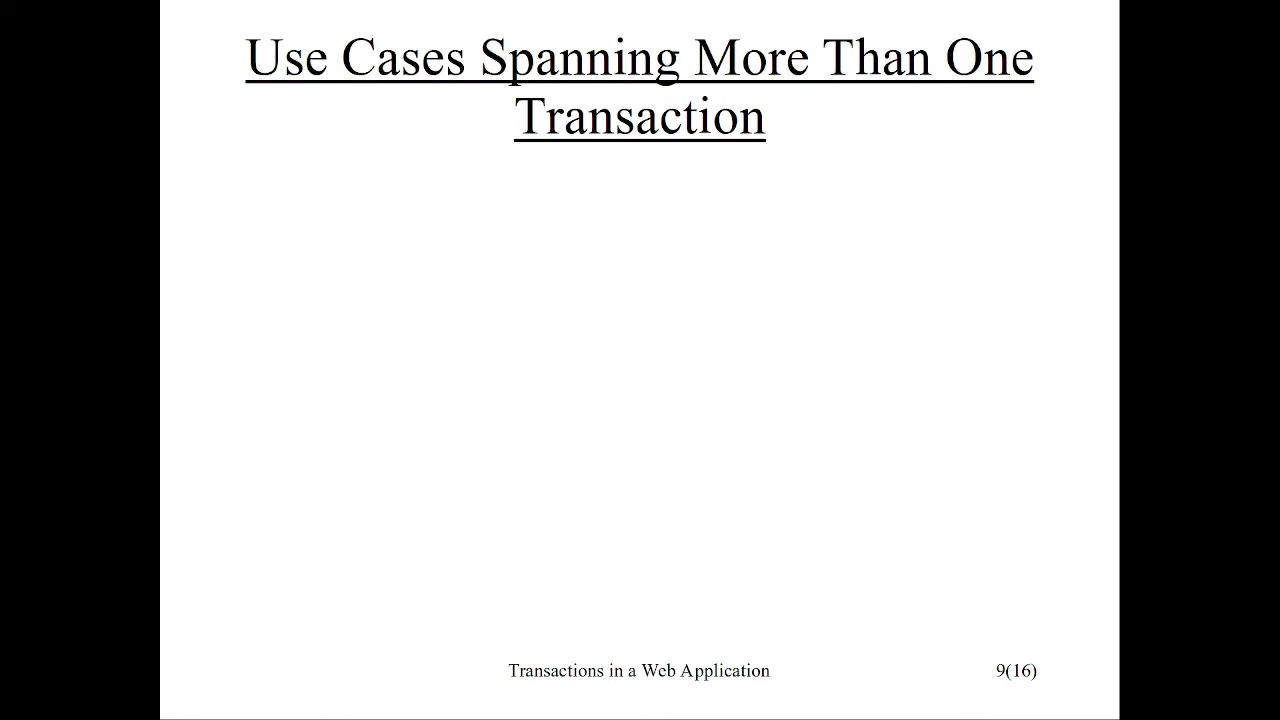 Use Cases Spanning More Than One
Transaction
Transactions in a Web Application
9(16)